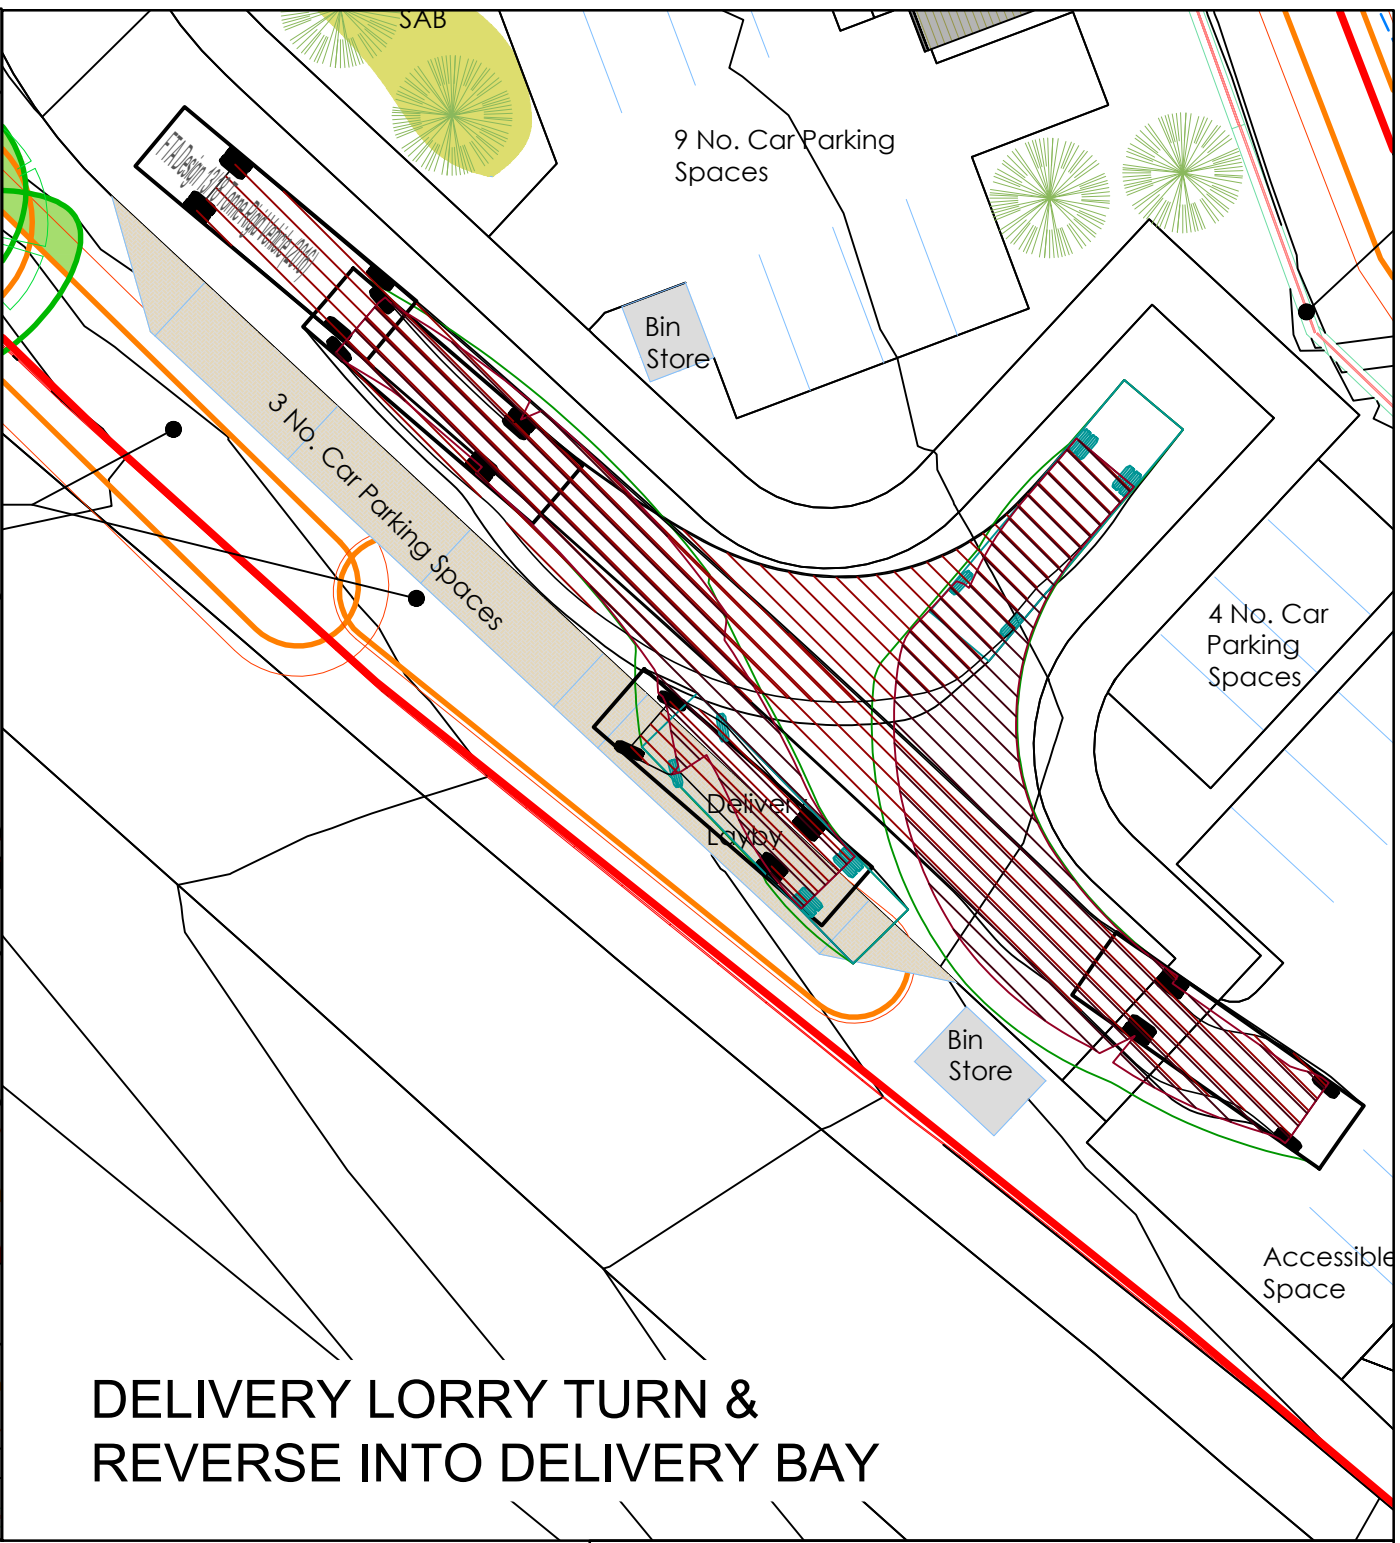 SAB
9 No. Car Parking
Spaces
Bin
Store
3 No. Car Parking Spaces
4 No. Car
Parking
Spaces
Delivery
Layby
Bin
Store
Accessible
Space
DELIVERY LORRY TURN &
REVERSE INTO DELIVERY BAY